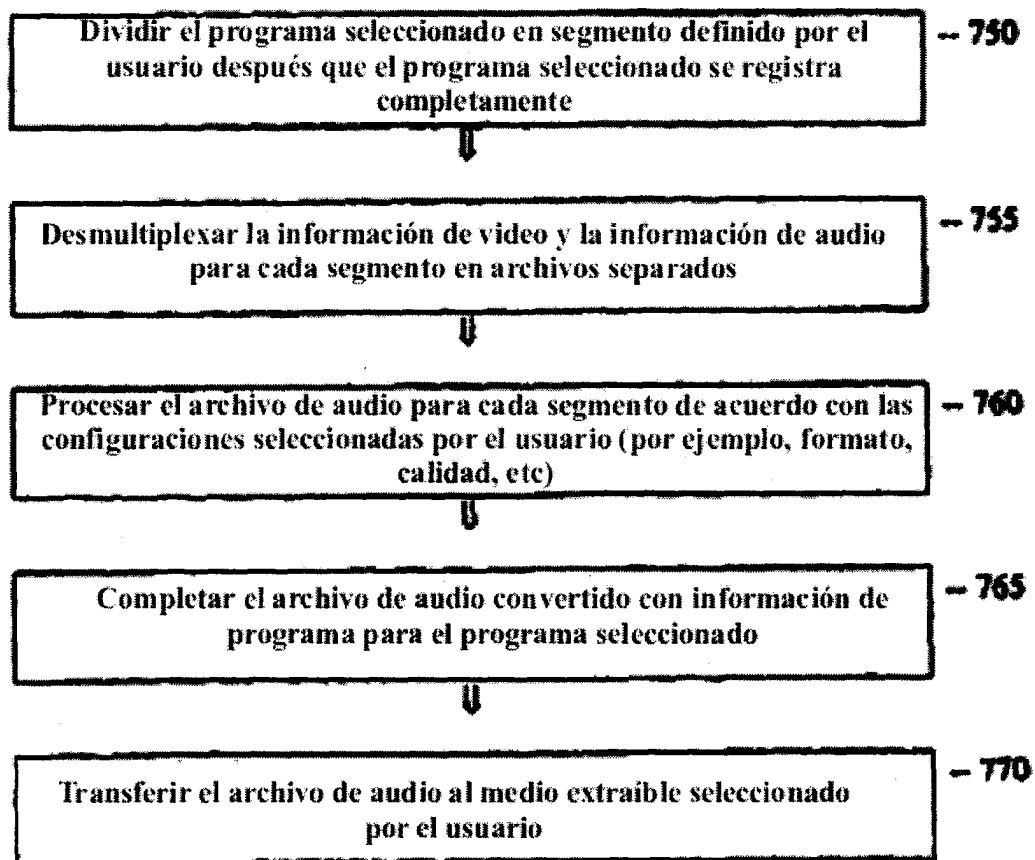 Dividir el programa seleccionado en segmento definido por el
usuario después que el programa seleccionado se registra
completamente
-- 750
Desmultiplexar la información de video y la información de audio
para cada segmento en archivos separados
-- 755
Procesar el archivo de audio para cada segmento de acuerdo con las
configuraciones seleccionadas por el usuario (por ejemplo, formato,
calidad, etc)
-- 760
Completar el archivo de audio convertido con información de
programa para el programa seleccionado
-- 765
Transferir el archivo de audio al medio extraíble seleccionado
por el usuario
-- 770